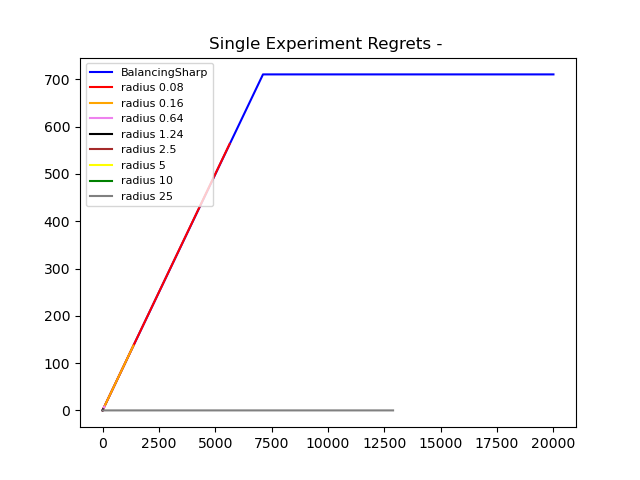 Single Experiment Regrets -
BalancingSharp
radius 0.08
radius 0.16
radius 0.64
radius 1.24
radius 2.5
radius 5
radius 10
radius 25
700
600
500
400
300
200
100
0
0 2500 5000 7500 10000 12500 15000 17500 20000